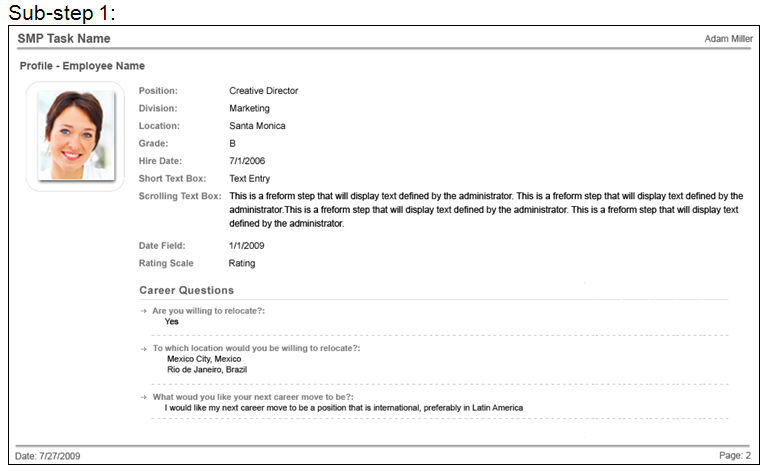 Sub-step 1:
SMP Task Name Adam Miller
Profile - Employee Name
Position: Creative Director
Division: Marketing
Location: Santa Monica
Grade: B
Hire Date: 7/1/2006
Short Text Box: Text Entry
Scrolling Text Box: This is a freform step that will display text defined by the administrator. This is a freform step that will display text defined by the
administrator.This is a freform step that will display text defined by the administrator. This is a freform step that will display text
defined by the administrator.
Date Field: 1/1/2009
Rating Scale Rating
Career Questions
→ Are you willing to relocate?:
Yes
→ To which location would you be willing to relocate?:
Mexico City, Mexico
Rio de Janeiro, Brazil
→ What woud you like your next career move to be?:
I would like my next career move to be a position that is international, preferably in Latin America
Date: 7/27/2009 Page: 2